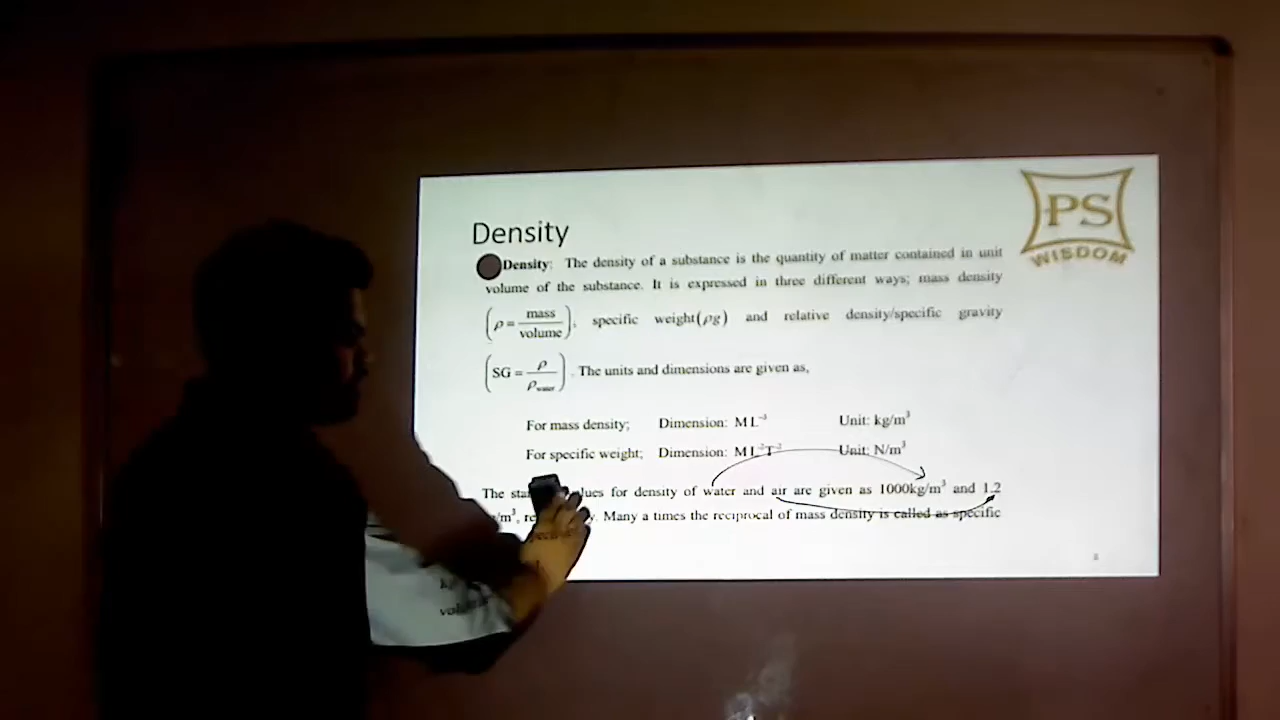 PS
WISDOM
Density
Density: The density of a substance is the quantity of matter contained in unit
volume of the substance. It is expressed in three different ways; mass density
(ρ = mass/volume), specific weight(ρg) and relative density/specific gravity
(SG = ρ/ρwater). The units and dimensions are given as,
For mass density; Dimension: M L⁻³ Unit: kg/m³
For specific weight; Dimension: M L⁻²T⁻² Unit: N/m³
The for density of water and air are given as 1000kg/m³ and 1.2
/m³, Many a times the reciprocal of mass density is called as specific